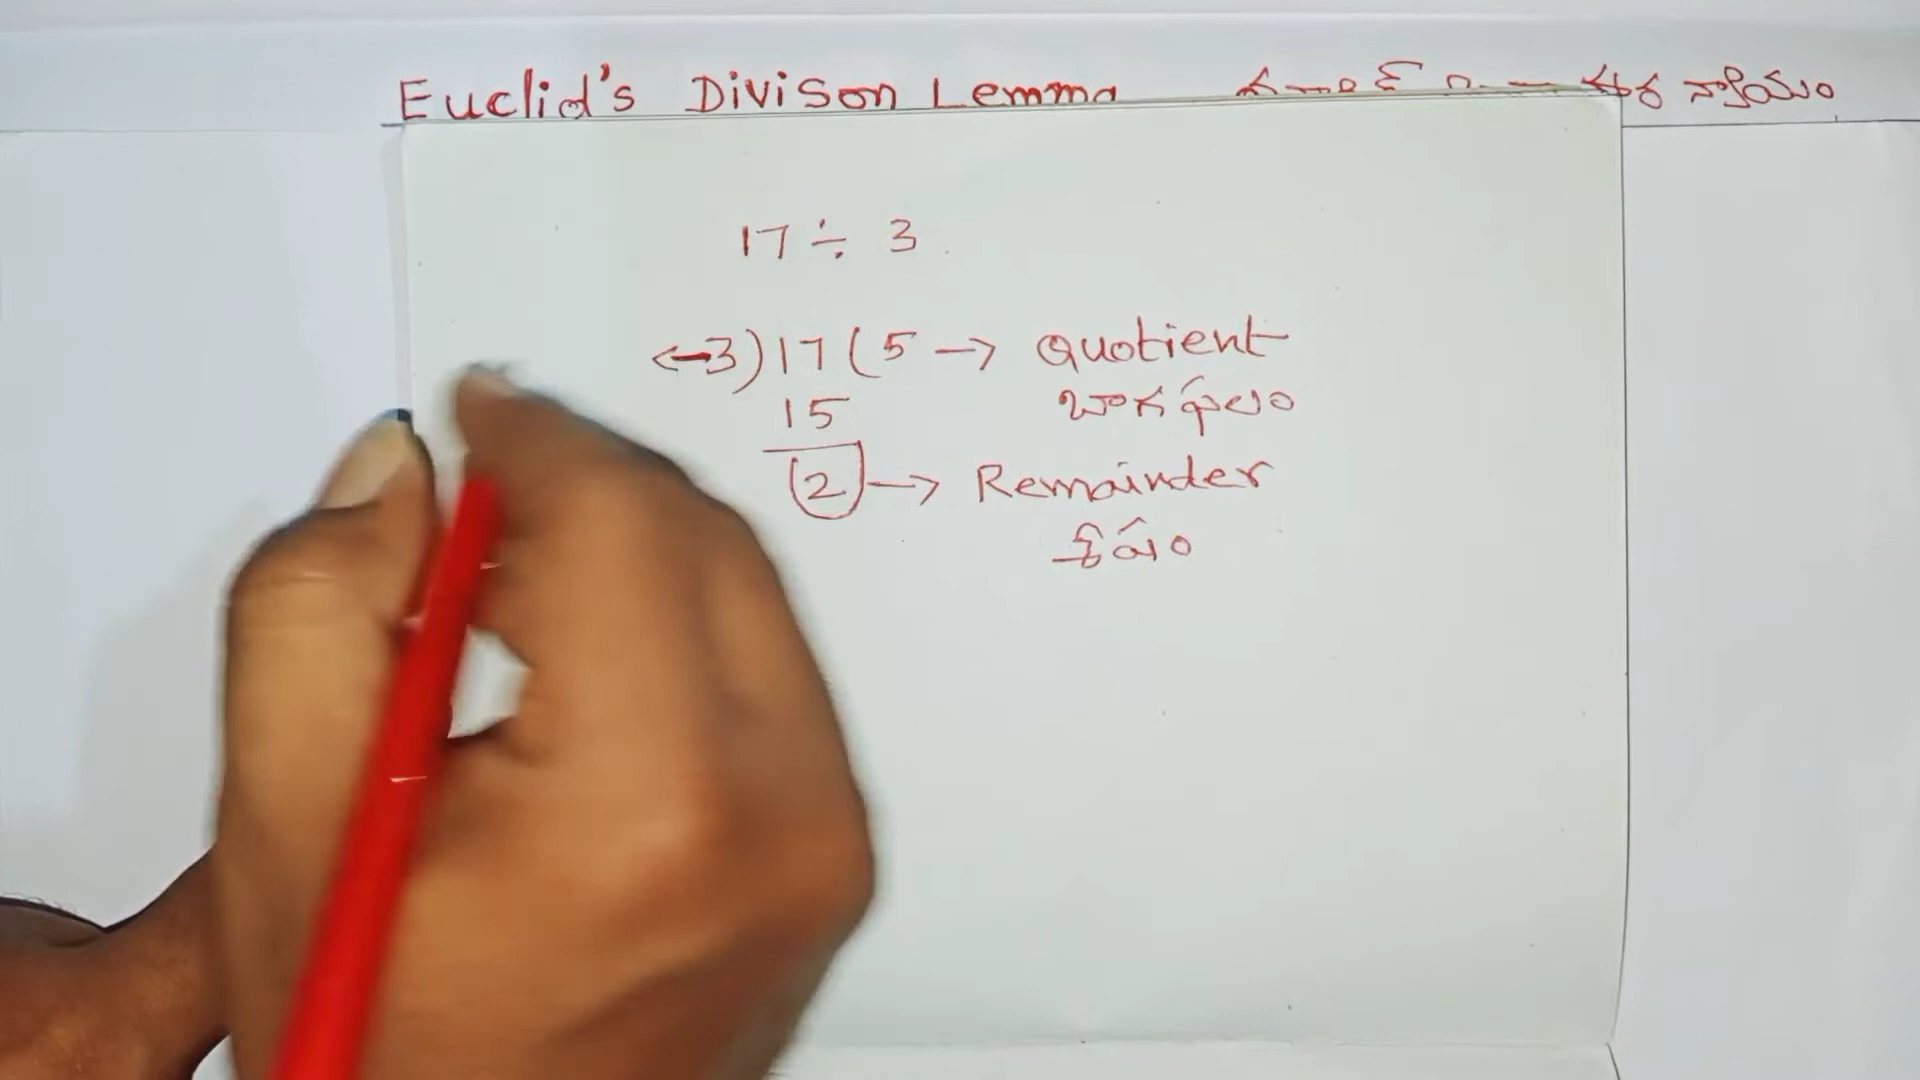 Euclid's Divison Lemma
17 ÷ 3
←3) 17 ( 5 → Quotient
బాగఫలం
15
2 → Remainder
శేషం